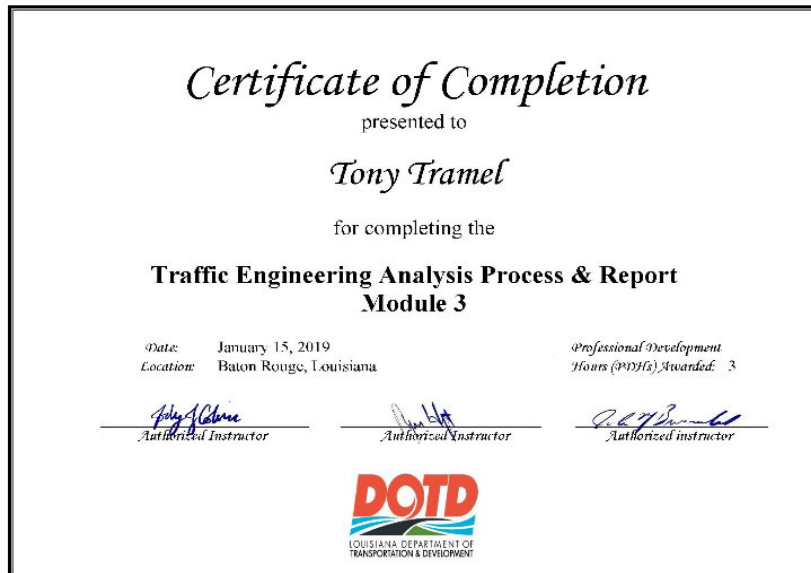 Certificate of Completion
presented to
Tony Tramel
for completing the
Traffic Engineering Analysis Process & Report
Module 3
Date: January 15, 2019
Location: Baton Rouge, Louisiana
Professional Development
Hours (PDHs) Awarded: 3
Authorized Instructor
Authorized Instructor
Authorized instructor
DOTD
LOUISIANA DEPARTMENT OF
TRANSPORTATION & DEVELOPMENT